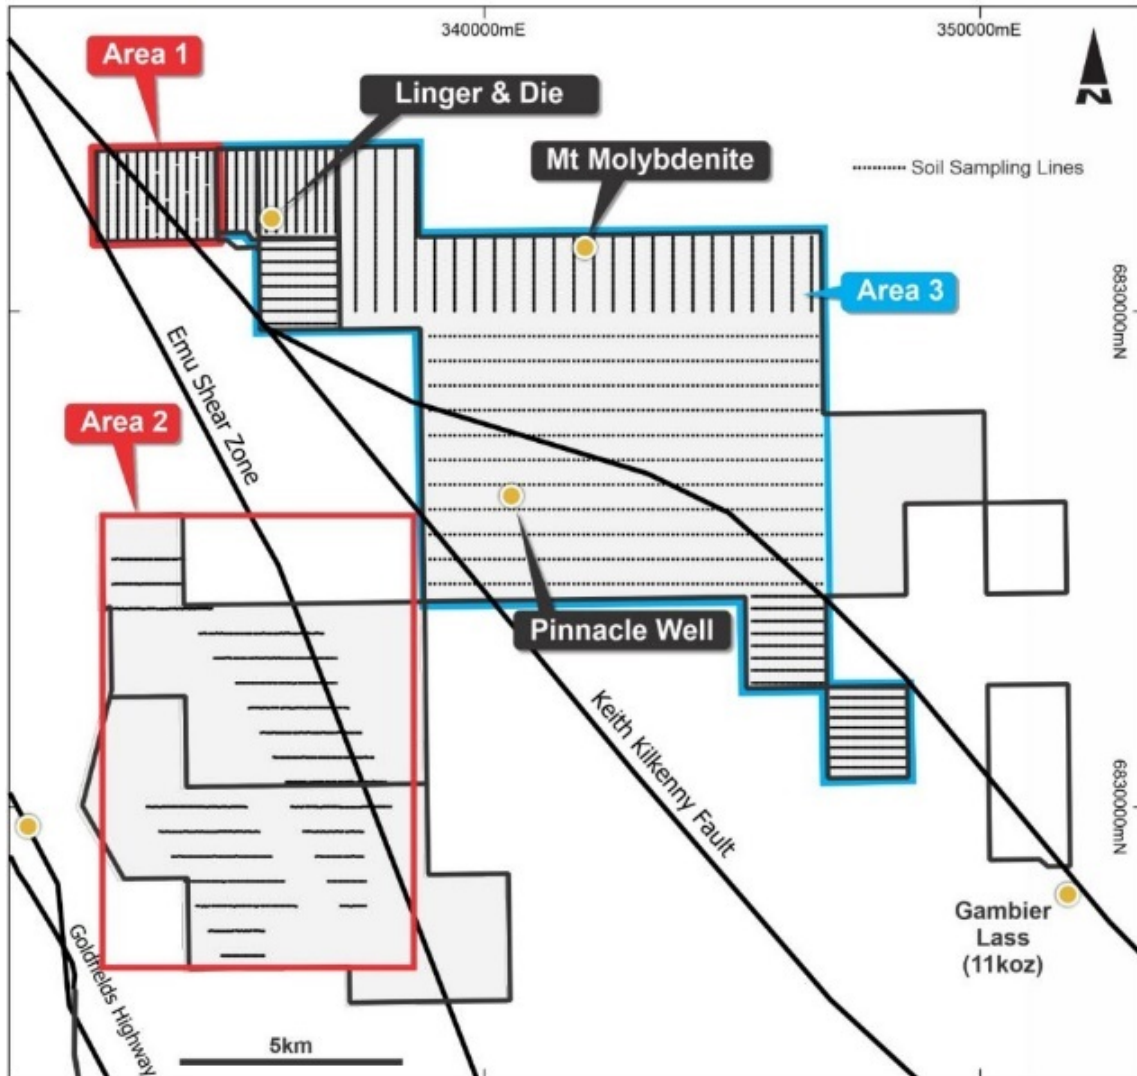 340000mE
350000mE
Area 1
Linger & Die
Mt Molybdenite
N
Soil Sampling Lines
Area 3
6830000mN
Emu Shear Zone
Area 2
Pinnacle Well
Keith Kilkenny Fault
6830000mN
Gambier
Lass
(11koz)
Goldfields Highway
5km